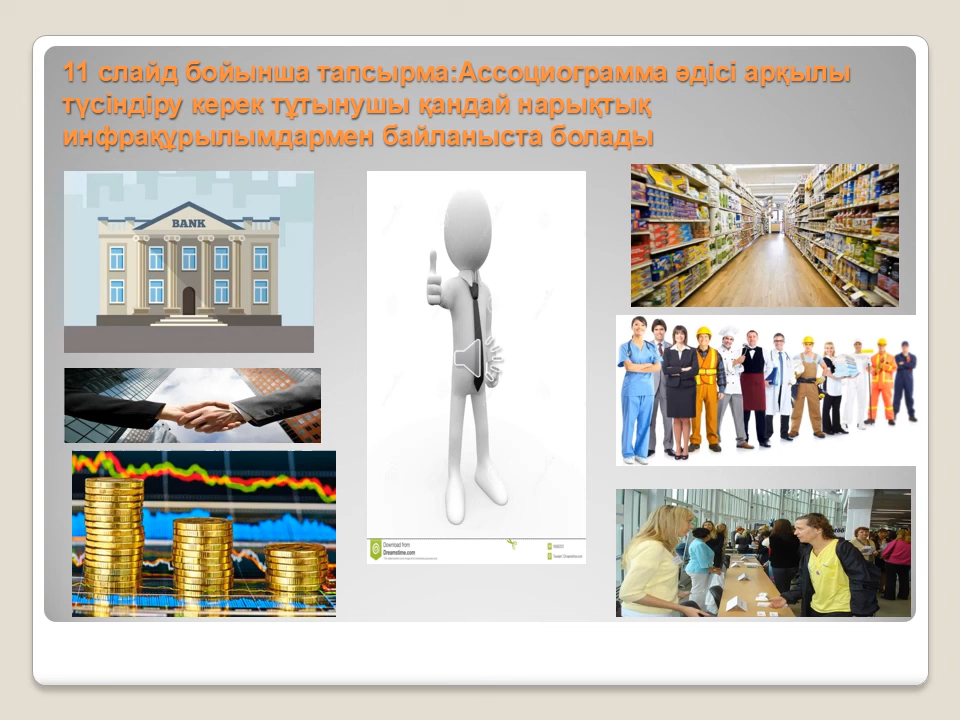 11 слайд бойынша тапсырма:Ассоциограмма әдісі арқылы
түсіндіру керек тұтынушы қандай нарықтық
инфрақұрылымдармен байланыста болады
BANK
Download from
Dreamstime.com